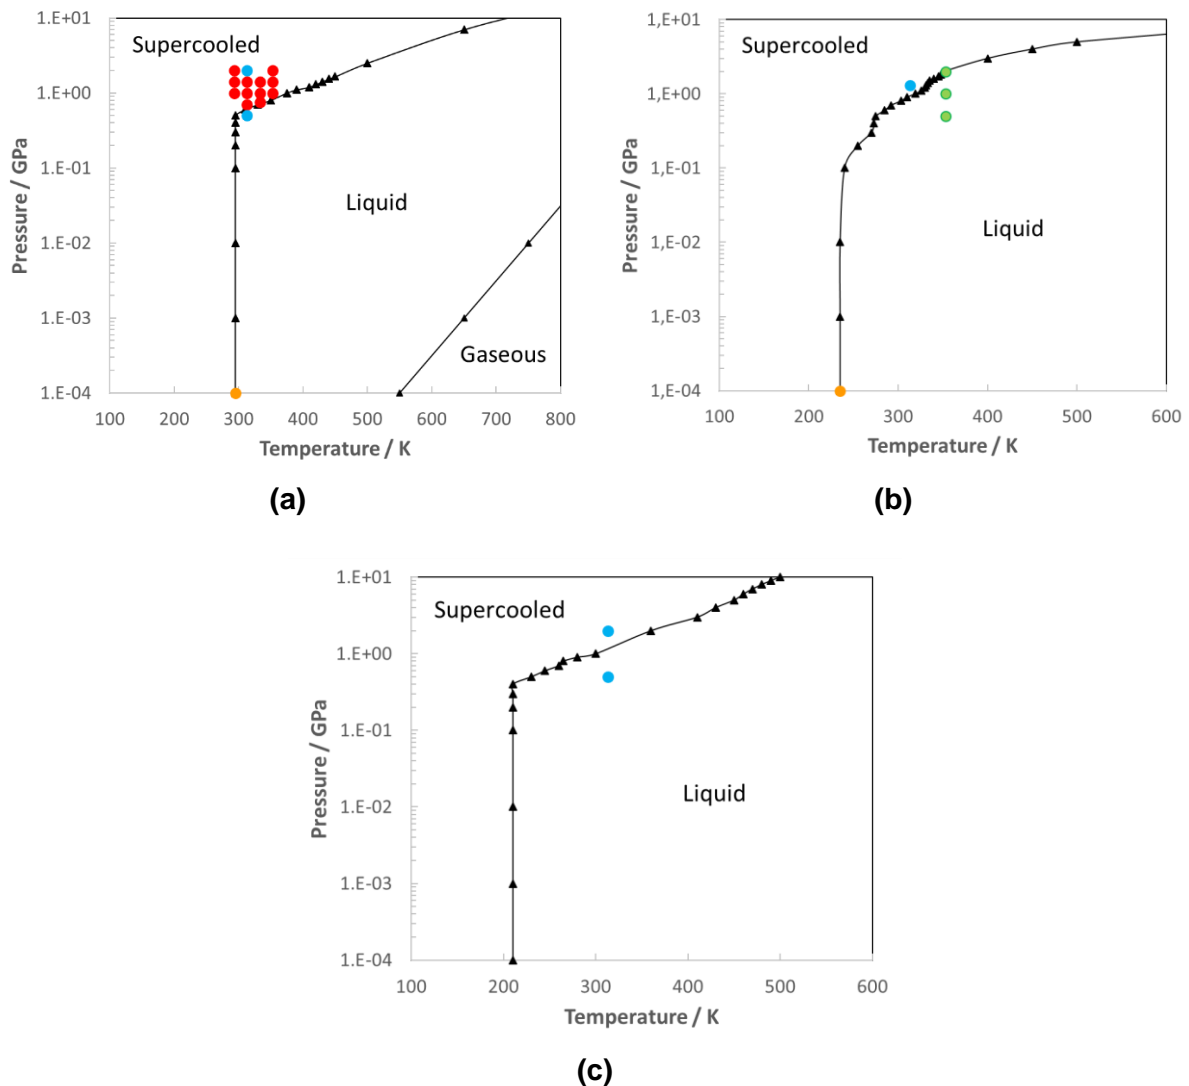 1.E+01
Supercooled
1.E+00
1.E-01
Liquid
1.E-02
1.E-03
Gaseous
1.E-04
Pressure / GPa
100 200 300 400 500 600 700 800
Temperature / K
(a)
1,E+01
Supercooled
1,E+00
1,E-01
Liquid
1,E-02
1,E-03
1,E-04
Pressure / GPa
100 200 300 400 500 600
Temperature / K
(b)
1.E+01
Supercooled
1.E+00
1.E-01
Liquid
1.E-02
1.E-03
1.E-04
Pressure / GPa
100 200 300 400 500 600
Temperature / K
(c)